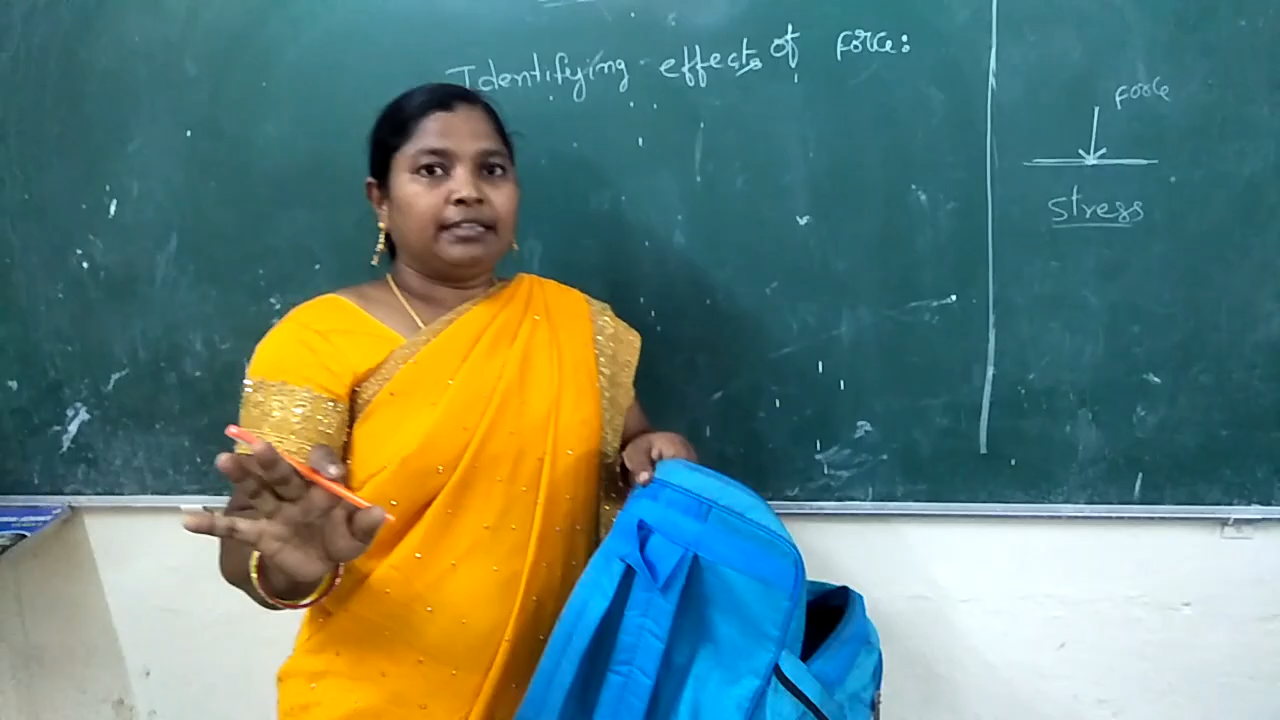 Identifying effects of force:
force
stress